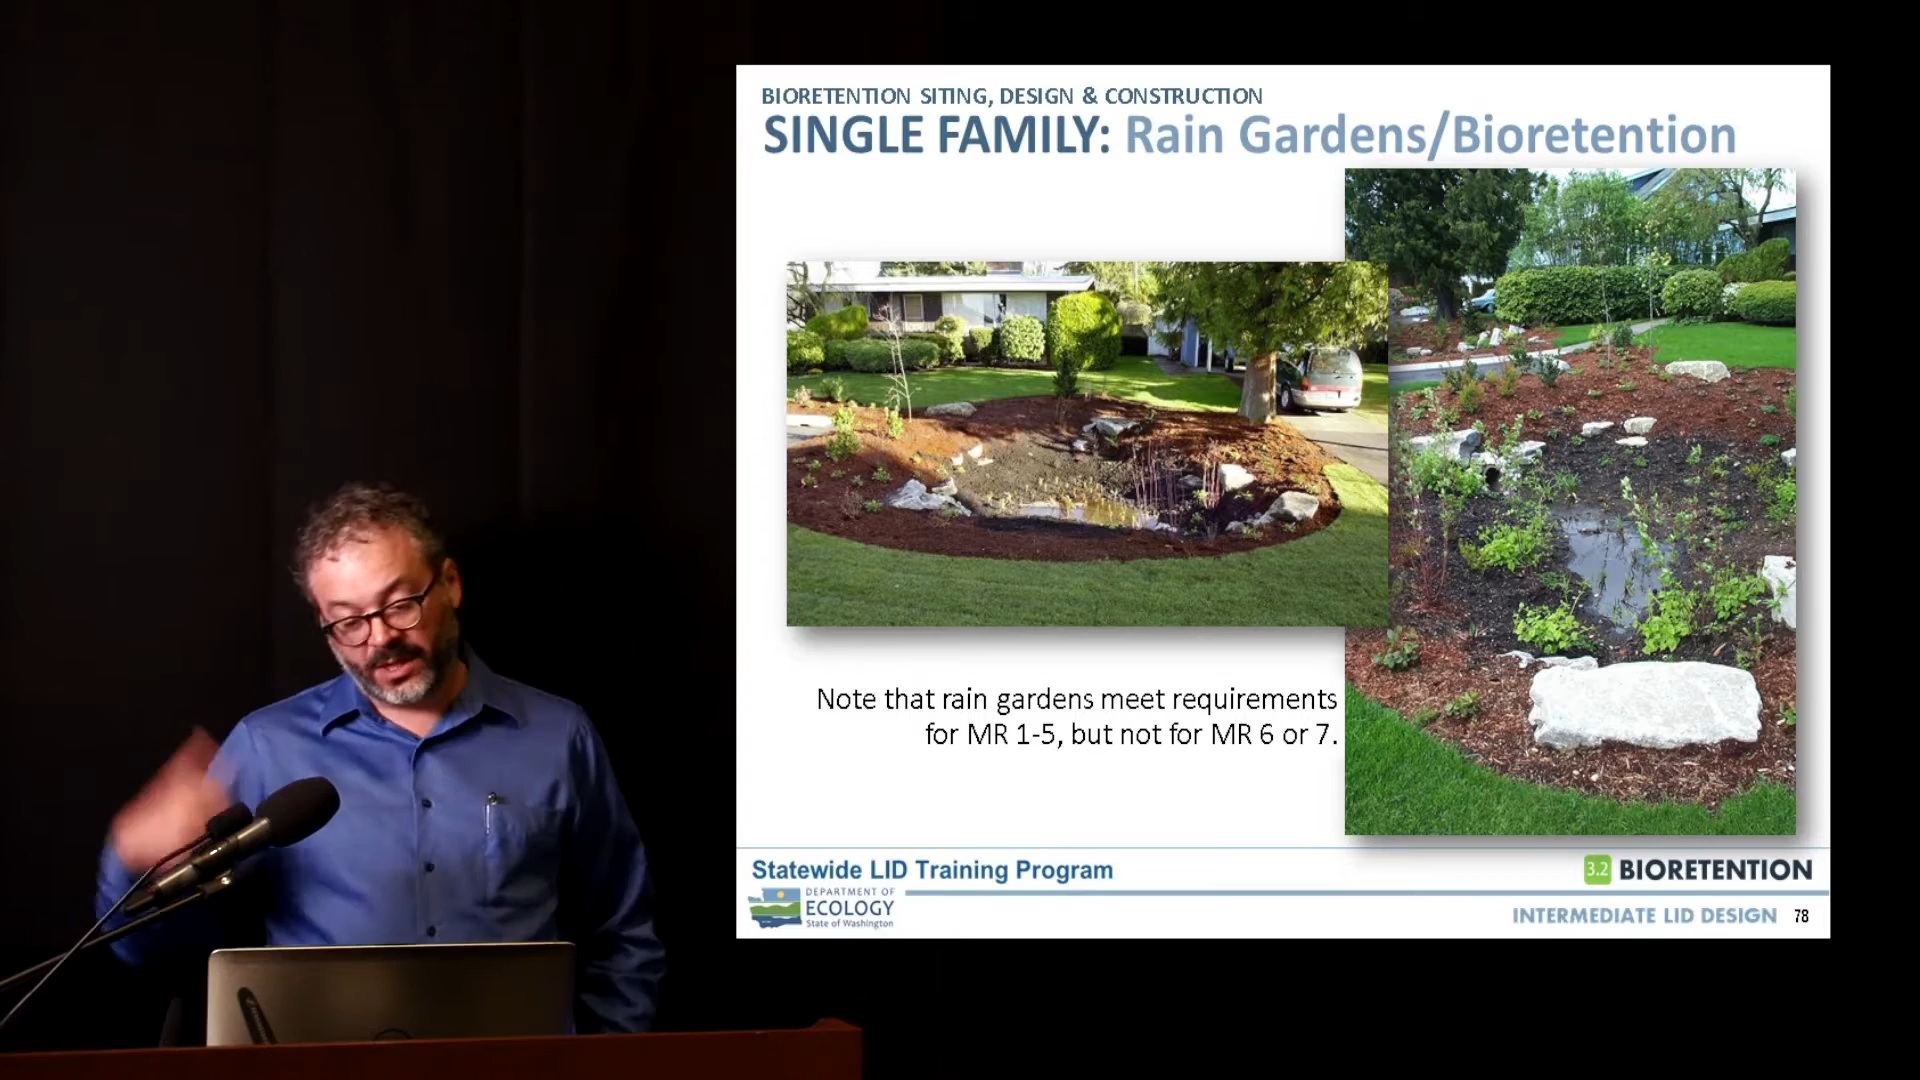 BIORETENTION SITING, DESIGN & CONSTRUCTION
SINGLE FAMILY: Rain Gardens/Bioretention
Note that rain gardens meet requirements
for MR 1-5, but not for MR 6 or 7.
Statewide LID Training Program
DEPARTMENT OF
ECOLOGY
State of Washington
3.2 BIORETENTION
INTERMEDIATE LID DESIGN 78